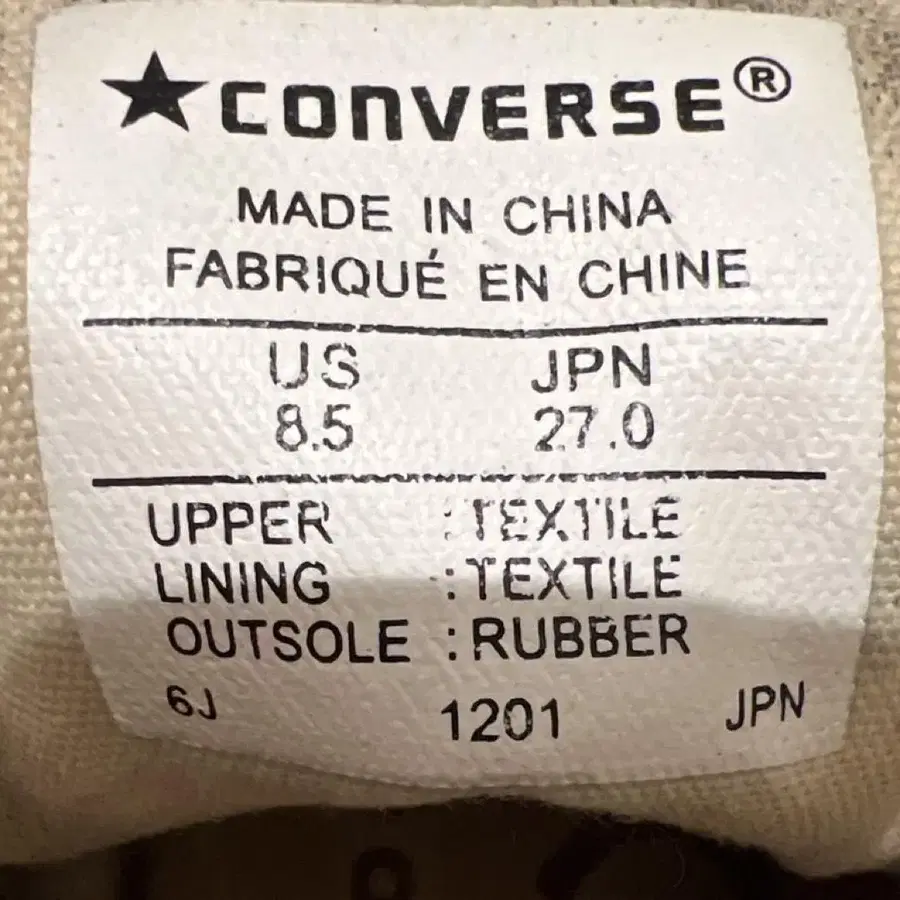 ★CONVERSE®
MADE IN CHINA
FABRIQUÉ EN CHINE
US JPN
8.5 27.0
UPPER :TEXTILE
LINING :TEXTILE
OUTSOLE :RUBBER
6J 1201 JPN